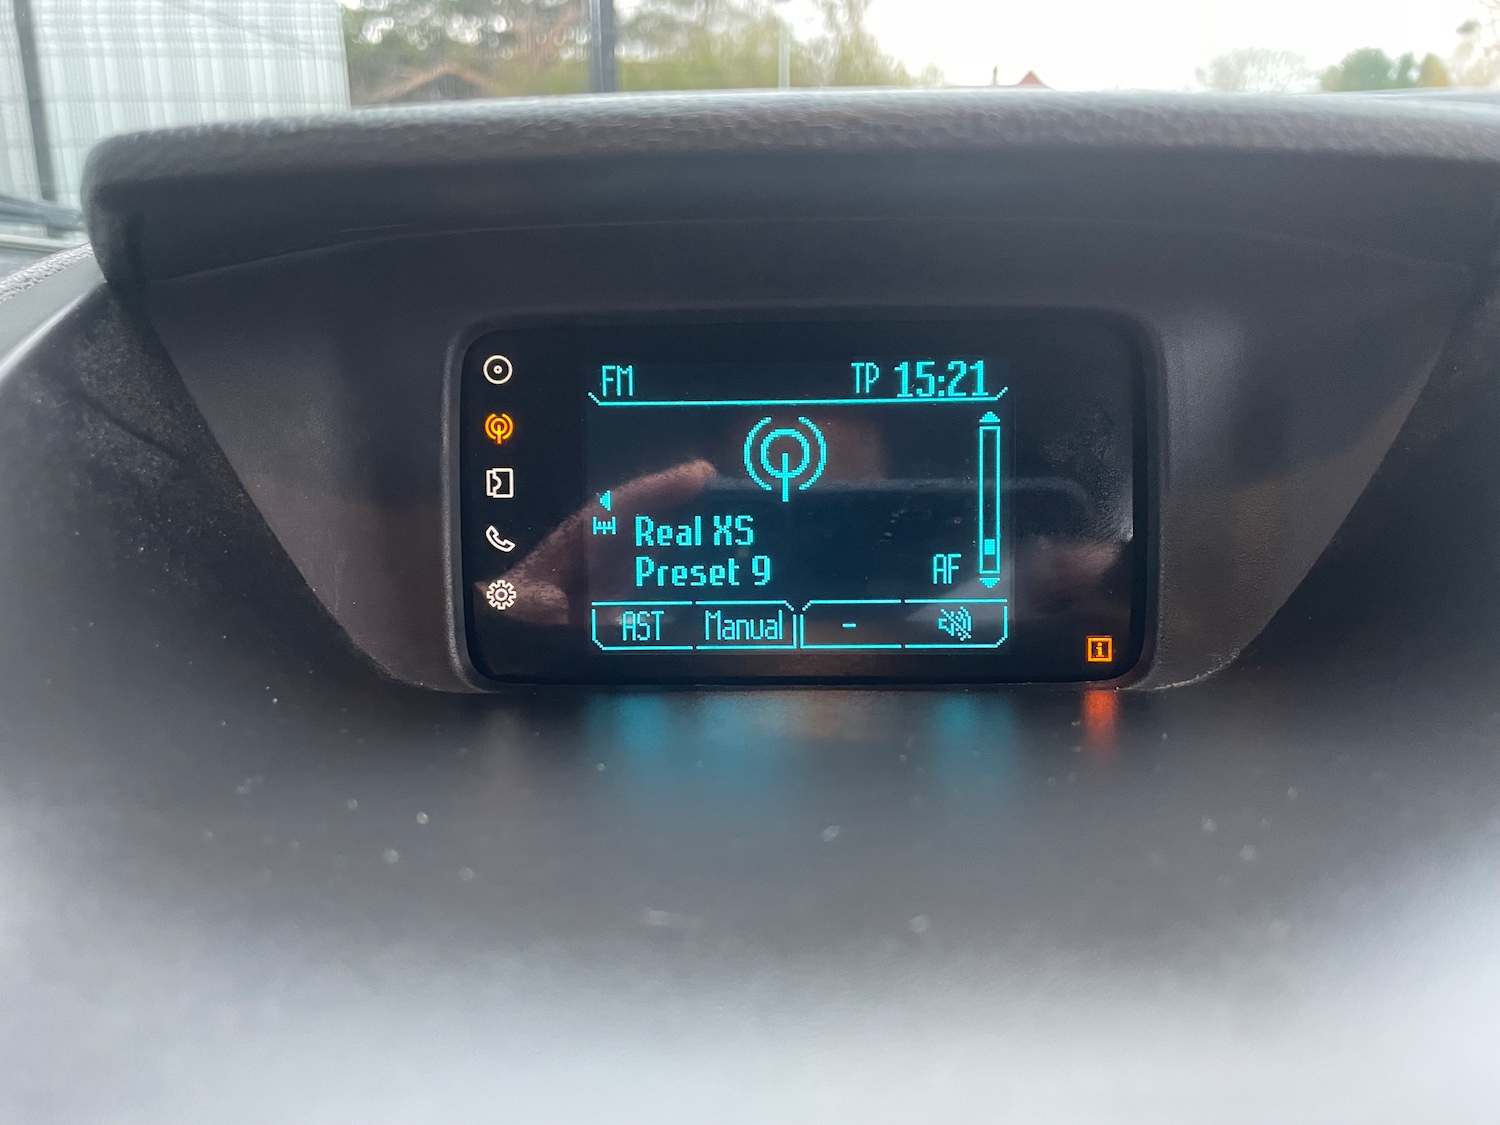 FM TP 15:21
Real XS
Preset 9 AF
AST Manual -
i